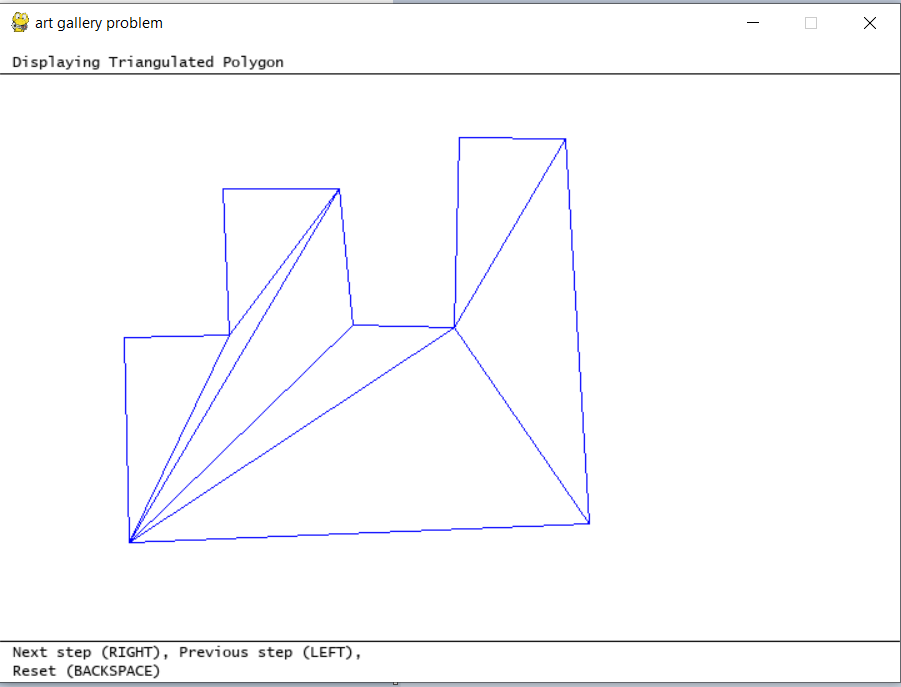 art gallery problem
Displaying Triangulated Polygon
Next step (RIGHT), Previous step (LEFT),
Reset (BACKSPACE)